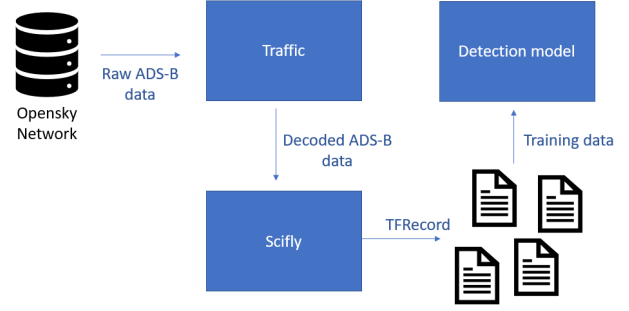 Opensky
Network
Raw ADS-B
data
Traffic
Decoded ADS-B
data
Scifly
TFRecord
Training data
Detection model